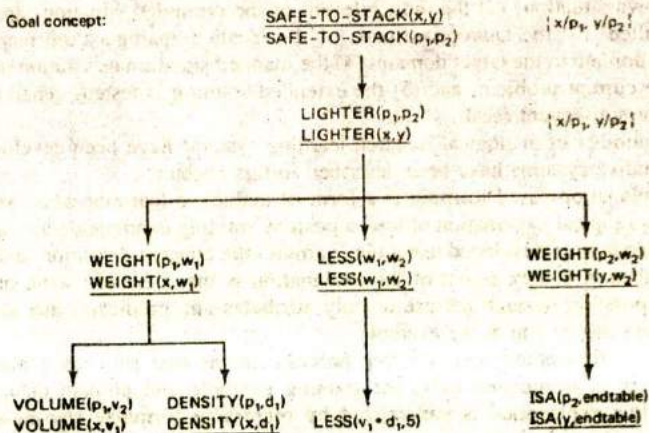 Goal concept: SAFE-TO-STACK(x,y) {x/p₁, y/p₂}
SAFE-TO-STACK(p₁,p₂)
LIGHTER(p₁,p₂) {x/p₁, y/p₂}
LIGHTER(x,y)
WEIGHT(p₁,w₁) LESS(w₁,w₂) WEIGHT(p₂,w₂)
WEIGHT(x,w₁) LESS(w₁,w₂) WEIGHT(y,w₂)
VOLUME(p₁,v₂) DENSITY(p₁,d₁) ISA(p₂,endtable)
VOLUME(x,v₁) DENSITY(x,d₁) LESS(v₁*d₁,5) ISA(y,endtable)